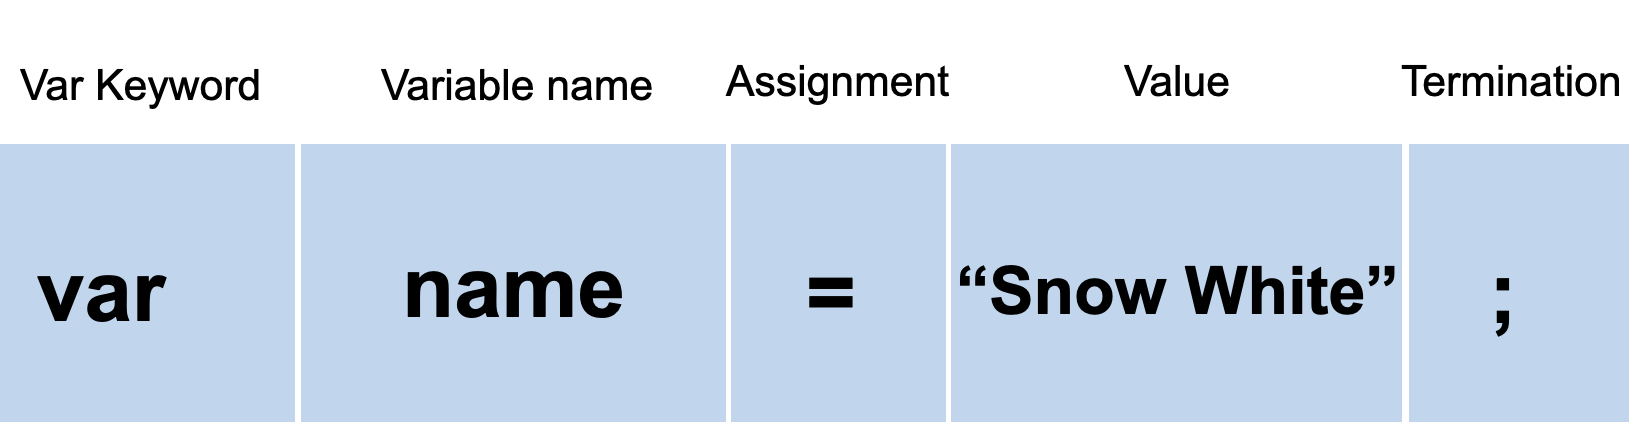 Var Keyword Variable name Assignment Value Termination
var name = “Snow White” ;